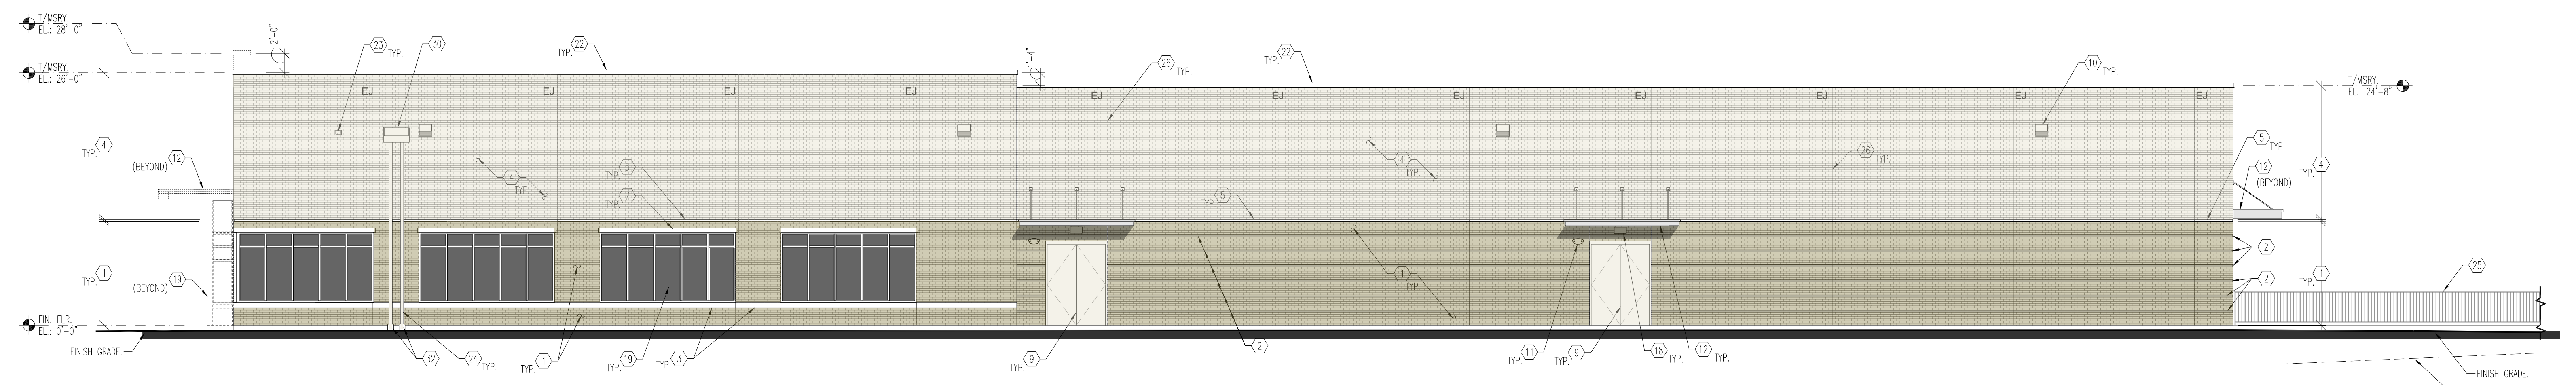 T/MSRY.
EL.: 28'-0"
T/MSRY.
EL.: 26'-0"
2'-0"
23
TYP.
30
TYP.
22
1'-4"
26
TYP.
TYP.
22
10
TYP.
T/MSRY.
EL.: 24'-8"
EJ
EJ
EJ
EJ
EJ
EJ
EJ
EJ
EJ
EJ
EJ
4
TYP.
(BEYOND)
12
4
TYP.
TYP.
5
TYP.
7
TYP.
5
4
TYP.
26
TYP.
5
TYP.
12
(BEYOND)
4
TYP.
1
TYP.
(BEYOND)
19
1
TYP.
2
2
TYP.
1
25
FIN. FLR.
EL.: 0'-0"
FINISH GRADE.
32
24
TYP.
1
TYP.
TYP.
19
TYP.
3
TYP.
9
2
11
TYP.
TYP.
9
18
TYP.
12
TYP.
FINISH GRADE.